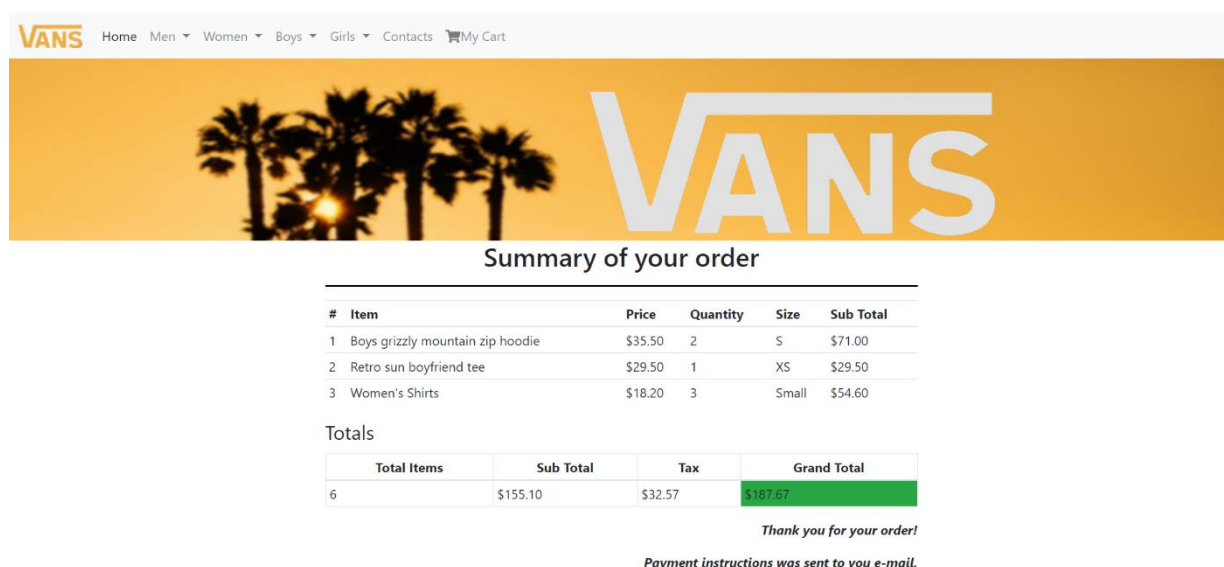 VANS Home Men Women Boys Girls Contacts My Cart
VANS
Summary of your order
# Item Price Quantity Size Sub Total
1 Boys grizzly mountain zip hoodie $35.50 2 S $71.00
2 Retro sun boyfriend tee $29.50 1 XS $29.50
3 Women's Shirts $18.20 3 Small $54.60
Totals
Total Items Sub Total Tax Grand Total
6 $155.10 $32.57 $187.67
Thank you for your order!
Payment instructions was sent to you e-mail.